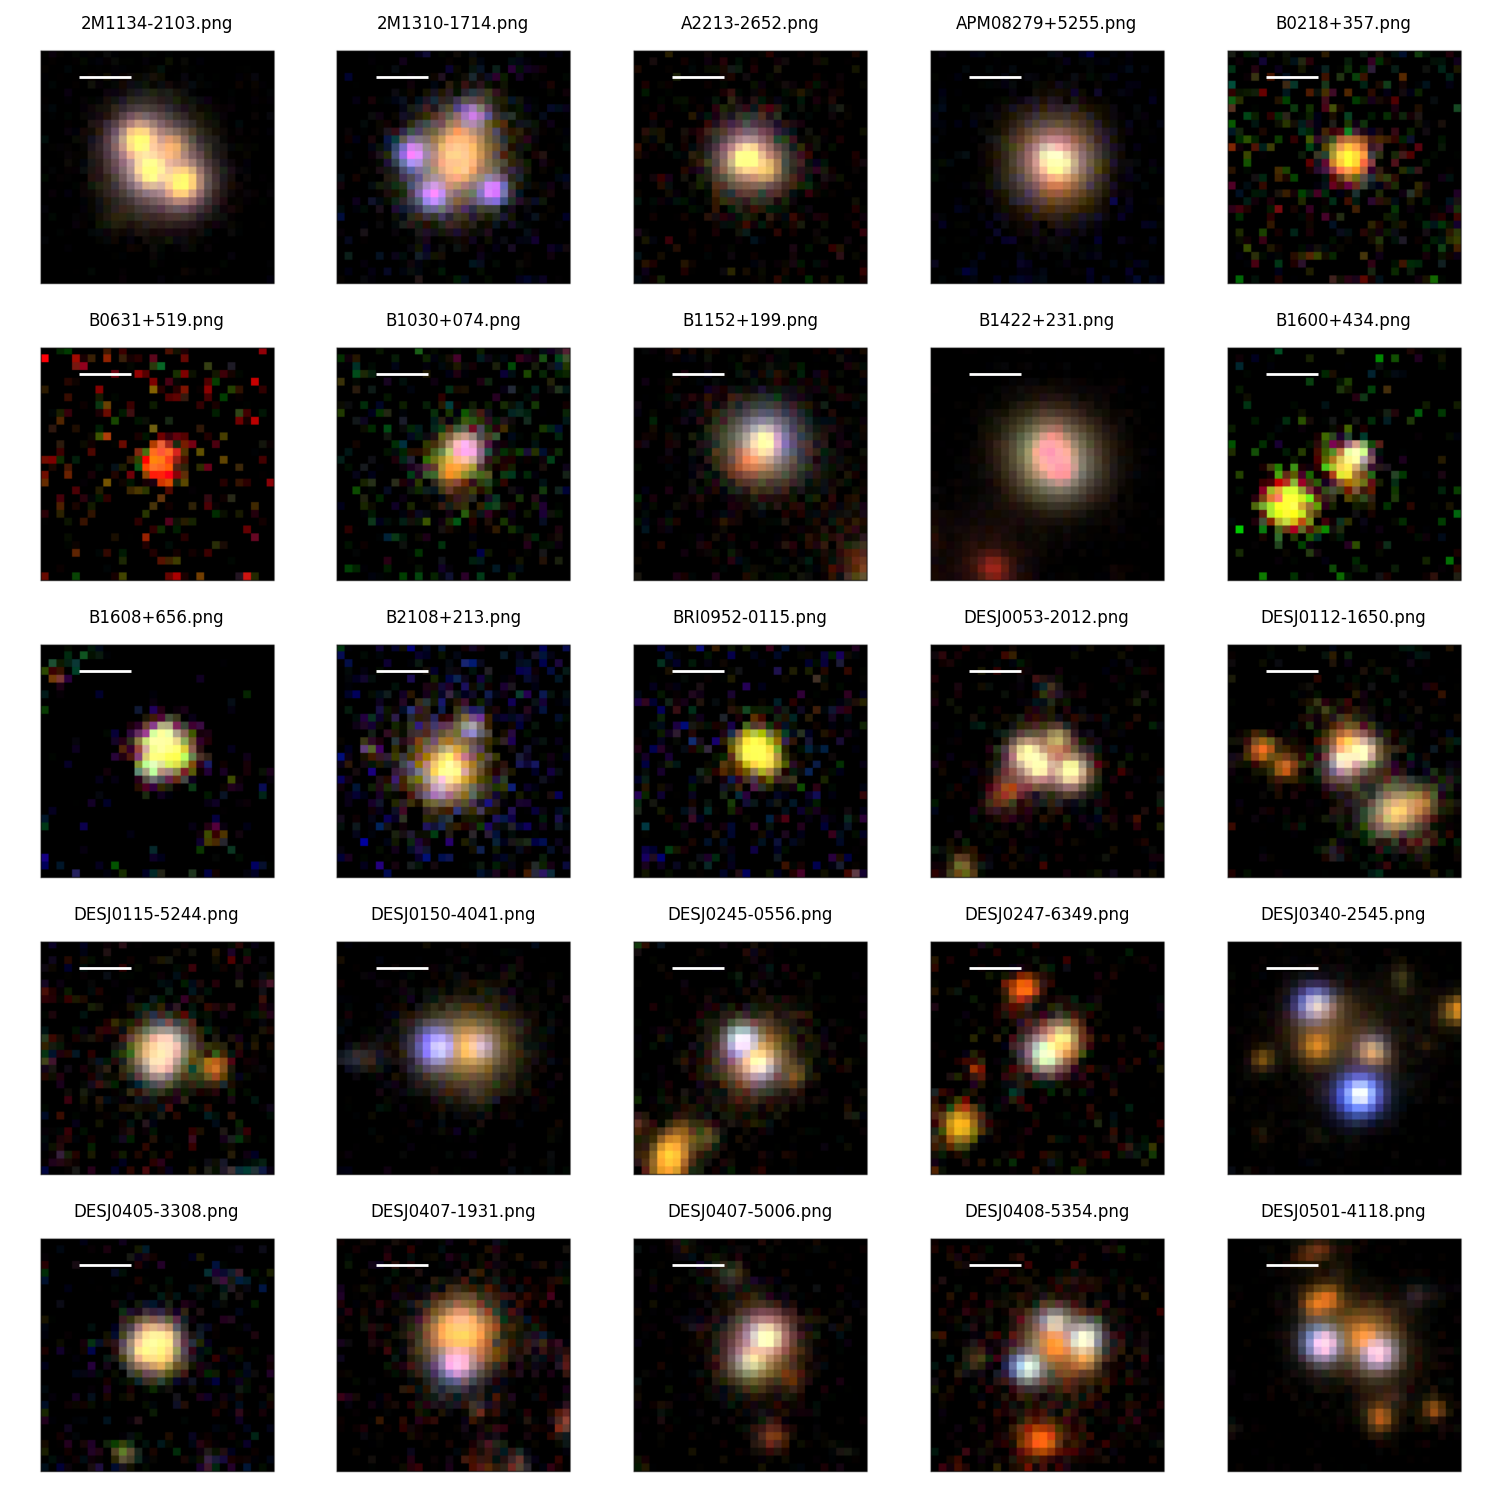 2M1134-2103.png
2M1310-1714.png
A2213-2652.png
APM08279+5255.png
B0218+357.png
B0631+519.png
B1030+074.png
B1152+199.png
B1422+231.png
B1600+434.png
B1608+656.png
B2108+213.png
BRI0952-0115.png
DESJ0053-2012.png
DESJ0112-1650.png
DESJ0115-5244.png
DESJ0150-4041.png
DESJ0245-0556.png
DESJ0247-6349.png
DESJ0340-2545.png
DESJ0405-3308.png
DESJ0407-1931.png
DESJ0407-5006.png
DESJ0408-5354.png
DESJ0501-4118.png